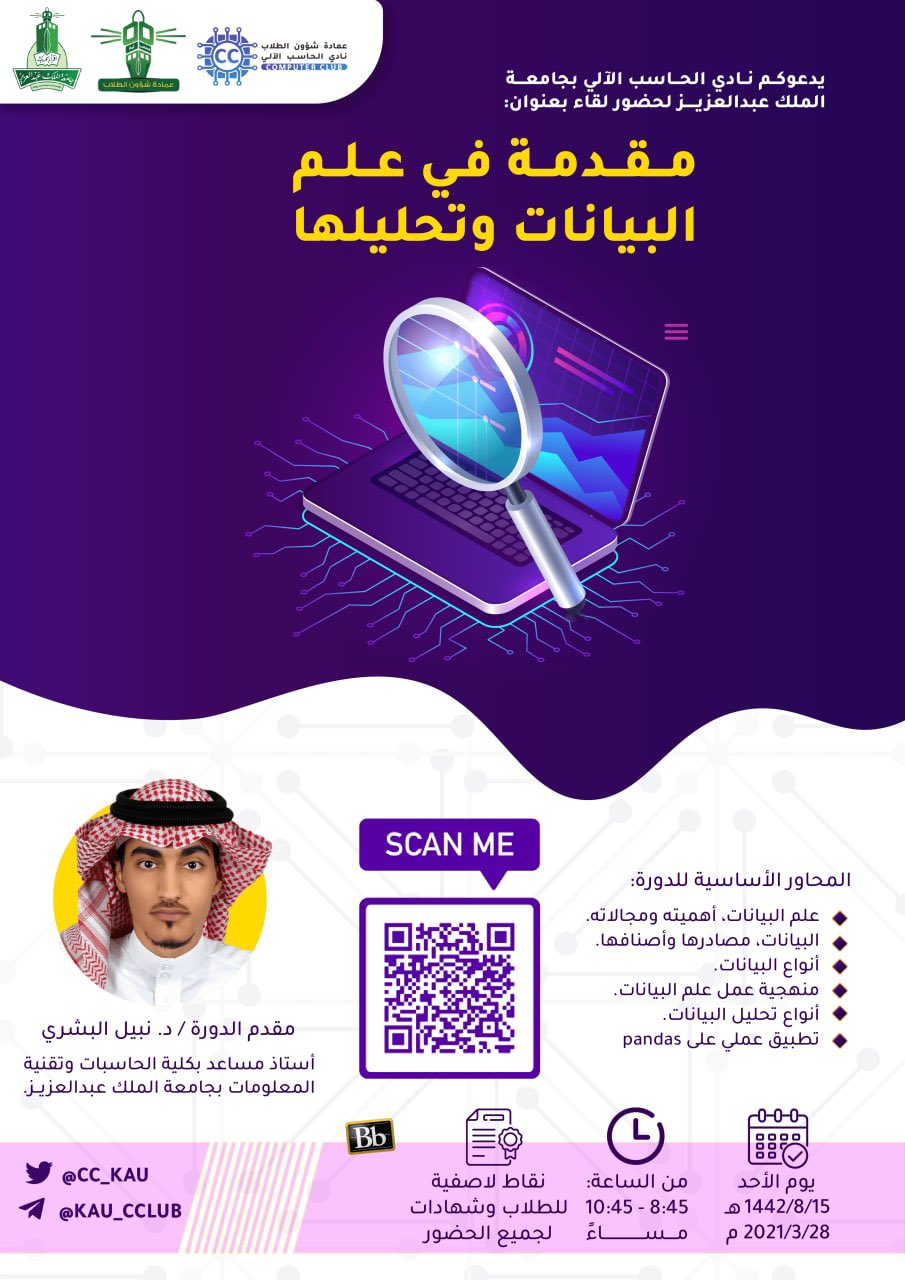 عمادة شؤون الطلاب
نادي الحاسب الآلي
COMPUTER CLUB
CC
عمادة شؤون الطلاب
جامعة الملك عبدالعزيز
يدعوكم نادي الحاسب الآلي بجامعة
الملك عبدالعزيز لحضور لقاء بعنوان:
مقدمة في علم
البيانات وتحليلها
SCAN ME
المحاور الأساسية للدورة:
علم البيانات، أهميته ومجالاته.
البيانات، مصادرها وأصنافها.
أنواع البيانات.
منهجية عمل علم البيانات.
أنواع تحليل البيانات.
تطبيق عملي على pandas
مقدم الدورة / د. نبيل البشري
أستاذ مساعد بكلية الحاسبات وتقنية
المعلومات بجامعة الملك عبدالعزيز.
يوم الأحد
1442/8/15 هـ
2021/3/28 م
من الساعة:
8:45 - 10:45
مساءً
Bb
نقاط لاصفية
للطلاب وشهادات
لجميع الحضور
@CC_KAU
@KAU_CCLUB